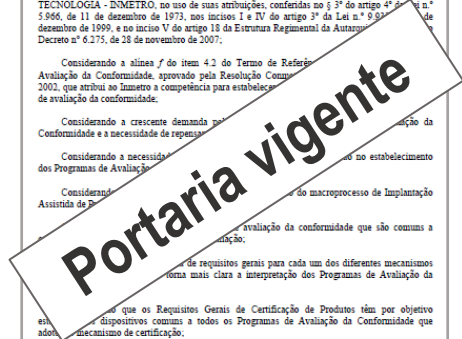 TECNOLOGIA - INMETRO, no uso de suas atribuições, conferidas no § 3º do artigo 4º da Lei n.º
5.966, de 11 de dezembro de 1973, nos incisos I e IV do artigo 3º da Lei n.º de
dezembro de 1999, e no inciso V do artigo 18 da Estrutura Regimental da
Decreto nº 6.275, de 28 de novembro de 2007;
Considerando a alínea f do item 4.2 do Termo de
Avaliação da Conformidade, aprovado pela Resolução
2002, que atribui ao Inmetro a competência para
de avaliação da conformidade;
Considerando a crescente demanda da
Conformidade e a necessidade de
Considerando a no estabelecimento
dos Programas de
do macroprocesso de Implantação
Assistida de
avaliação da conformidade que são comuns a
de requisitos gerais para cada um dos diferentes mecanismos
torna mais clara a interpretação dos Programas de Avaliação da
que os Requisitos Gerais de Certificação de Produtos têm por objetivo
dispositivos comuns a todos os Programas de Avaliação da Conformidade que
mecanismo de certificação;
Portaria vigente